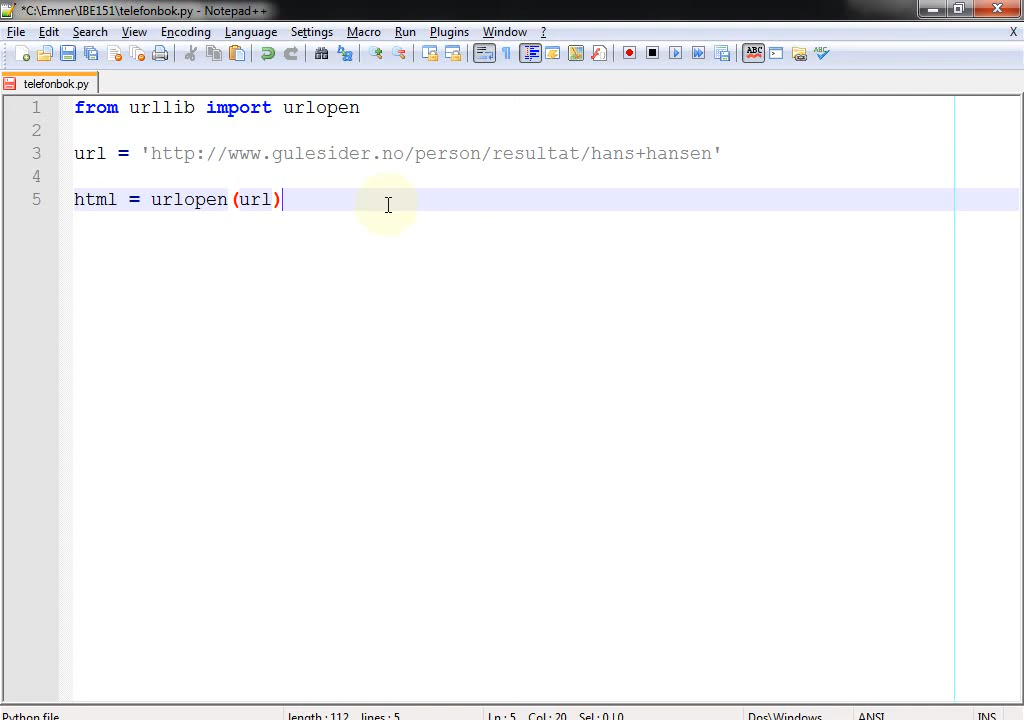 *C:\Emner\IBE151\telefonbok.py - Notepad++
File Edit Search View Encoding Language Settings Macro Run Plugins Window ? X
telefonbok.py
1 from urllib import urlopen
2
3 url = 'http://www.gulesider.no/person/resultat/hans+hansen'
4
5 html = urlopen(url)
Python file length : 112 lines : 5 Ln : 5 Col : 20 Sel : 0 | 0 Dos\Windows ANSI INS